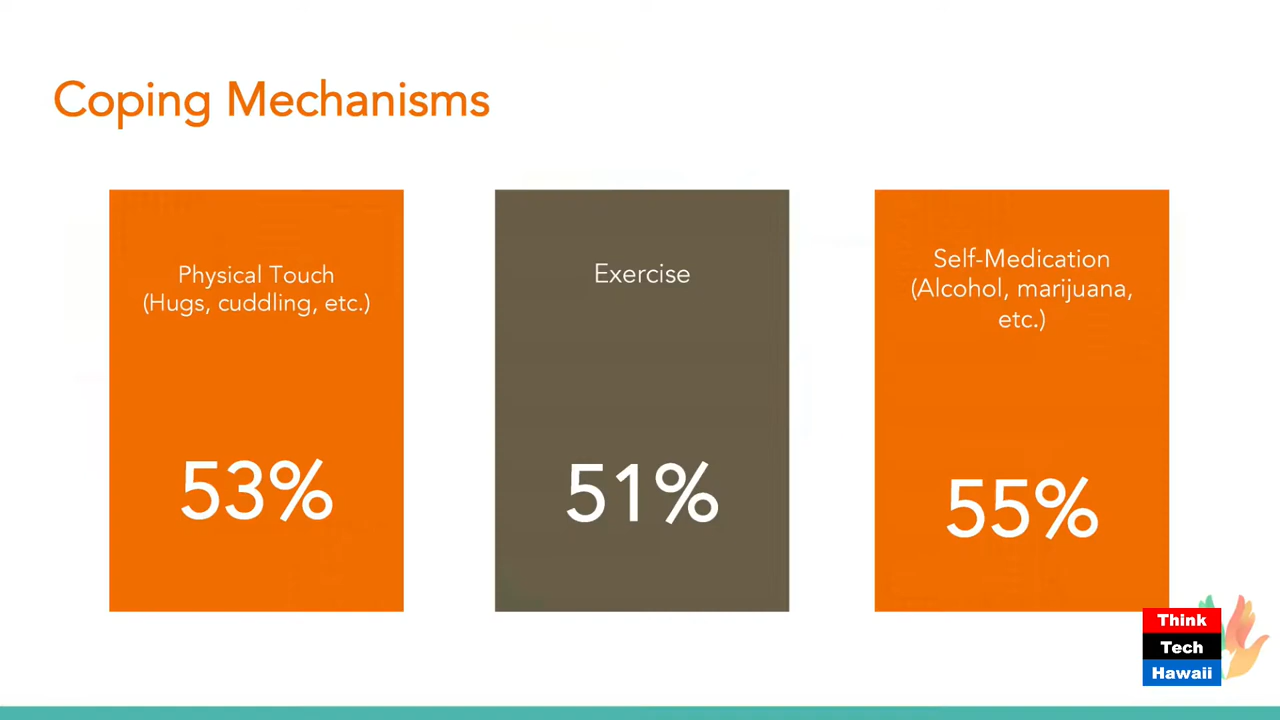 Coping Mechanisms
Physical Touch
(Hugs, cuddling, etc.)
53%
Exercise
51%
Self-Medication
(Alcohol, marijuana,
etc.)
55%
Think
Tech
Hawaii